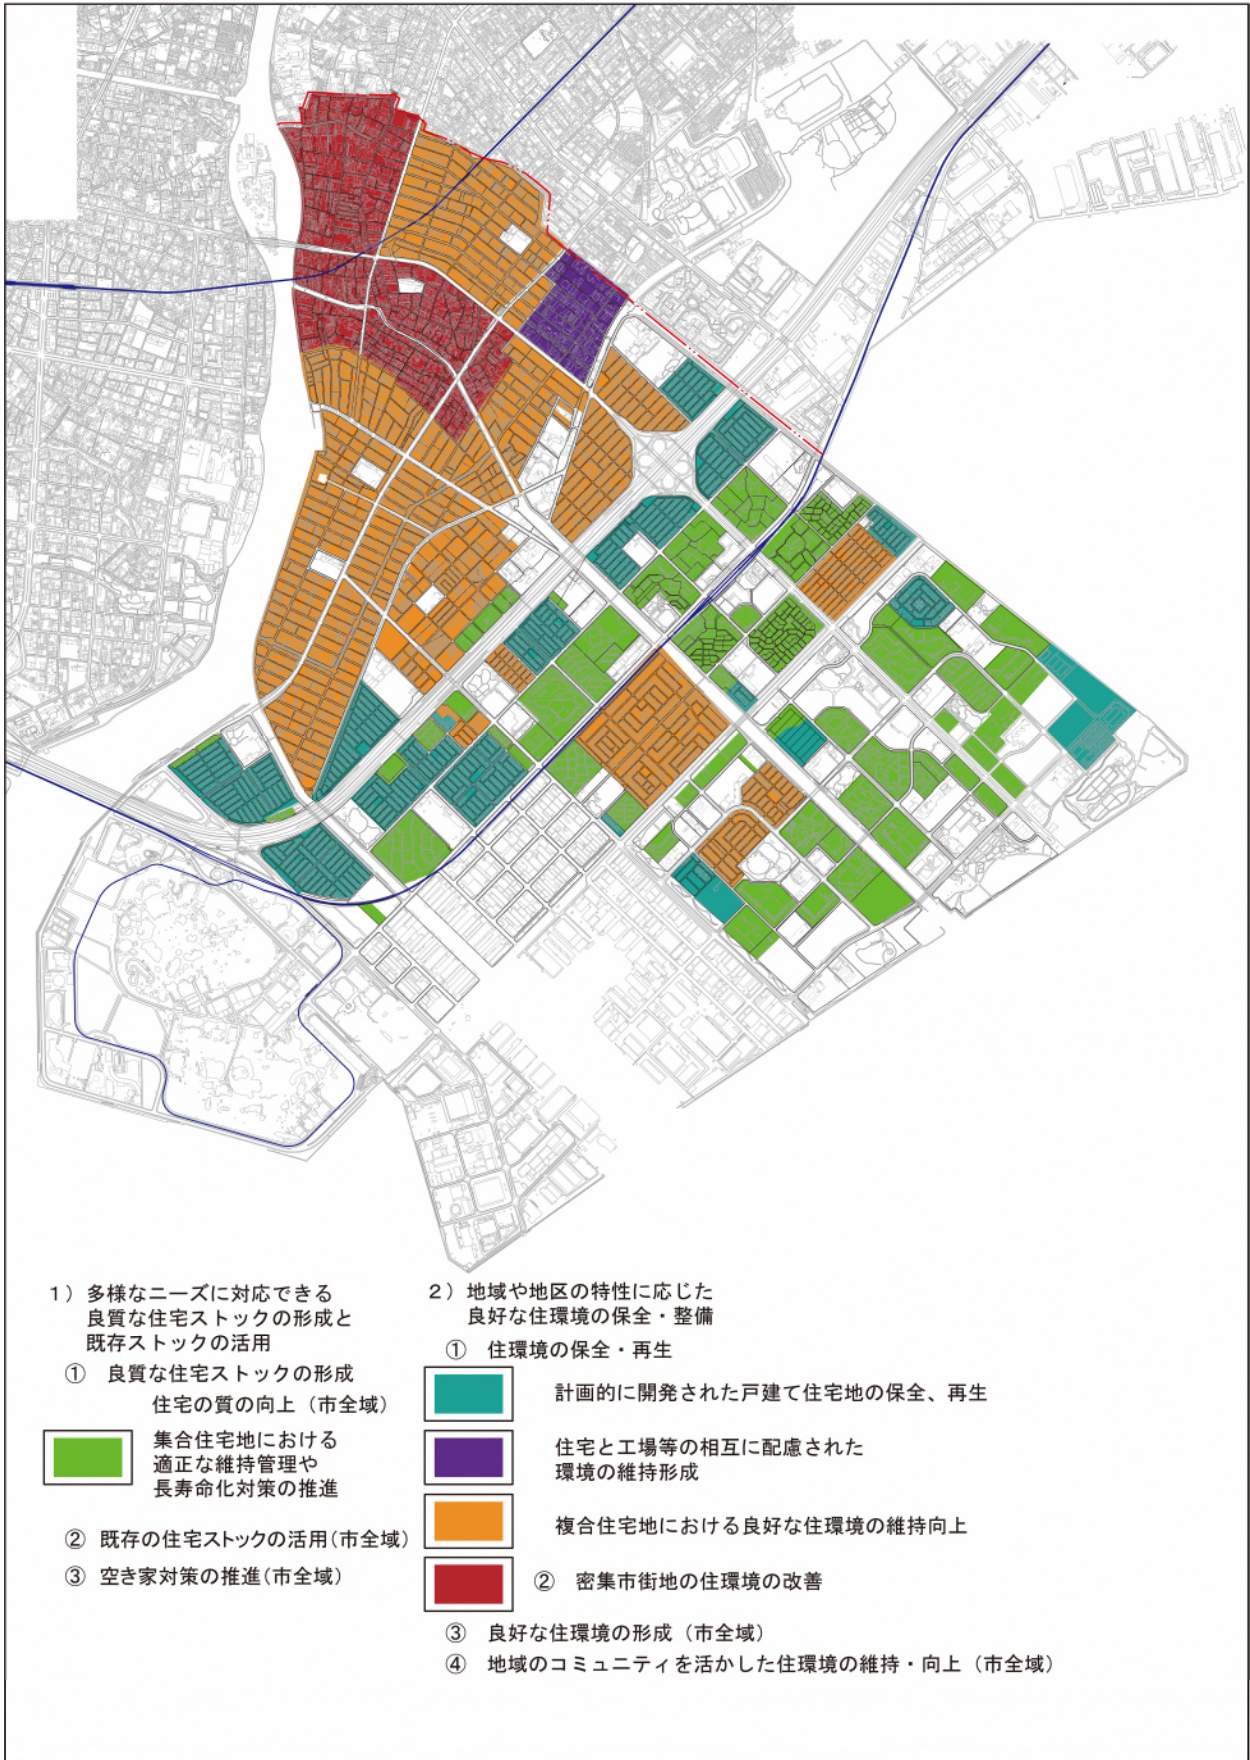 1）多様なニーズに対応できる
良質な住宅ストックの形成と
既存ストックの活用
① 良質な住宅ストックの形成
住宅の質の向上（市全域）
集合住宅地における
適正な維持管理や
長寿命化対策の推進
② 既存の住宅ストックの活用(市全域)
③ 空き家対策の推進(市全域)
2）地域や地区の特性に応じた
良好な住環境の保全・整備
① 住環境の保全・再生
計画的に開発された戸建て住宅地の保全、再生
住宅と工場等の相互に配慮された
環境の維持形成
複合住宅地における良好な住環境の維持向上
② 密集市街地の住環境の改善
③ 良好な住環境の形成（市全域）
④ 地域のコミュニティを活かした住環境の維持・向上（市全域）